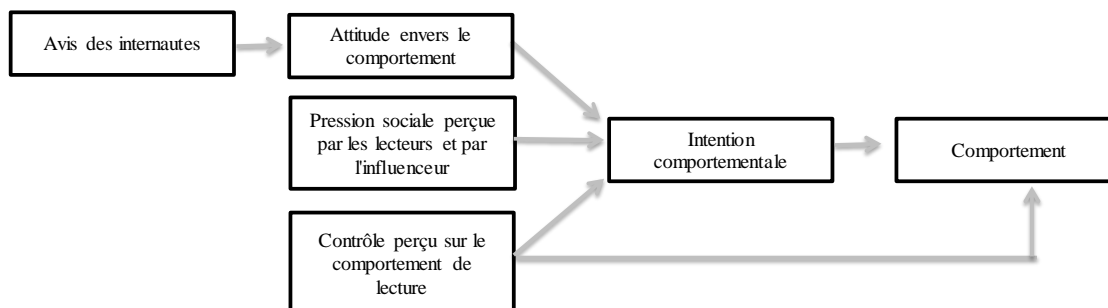 Avis des internautes
Attitude envers le
comportement
Pression sociale perçue
par les lecteurs et par
l'influenceur
Contrôle perçu sur le
comportement de
lecture
Intention
comportementale
Comportement